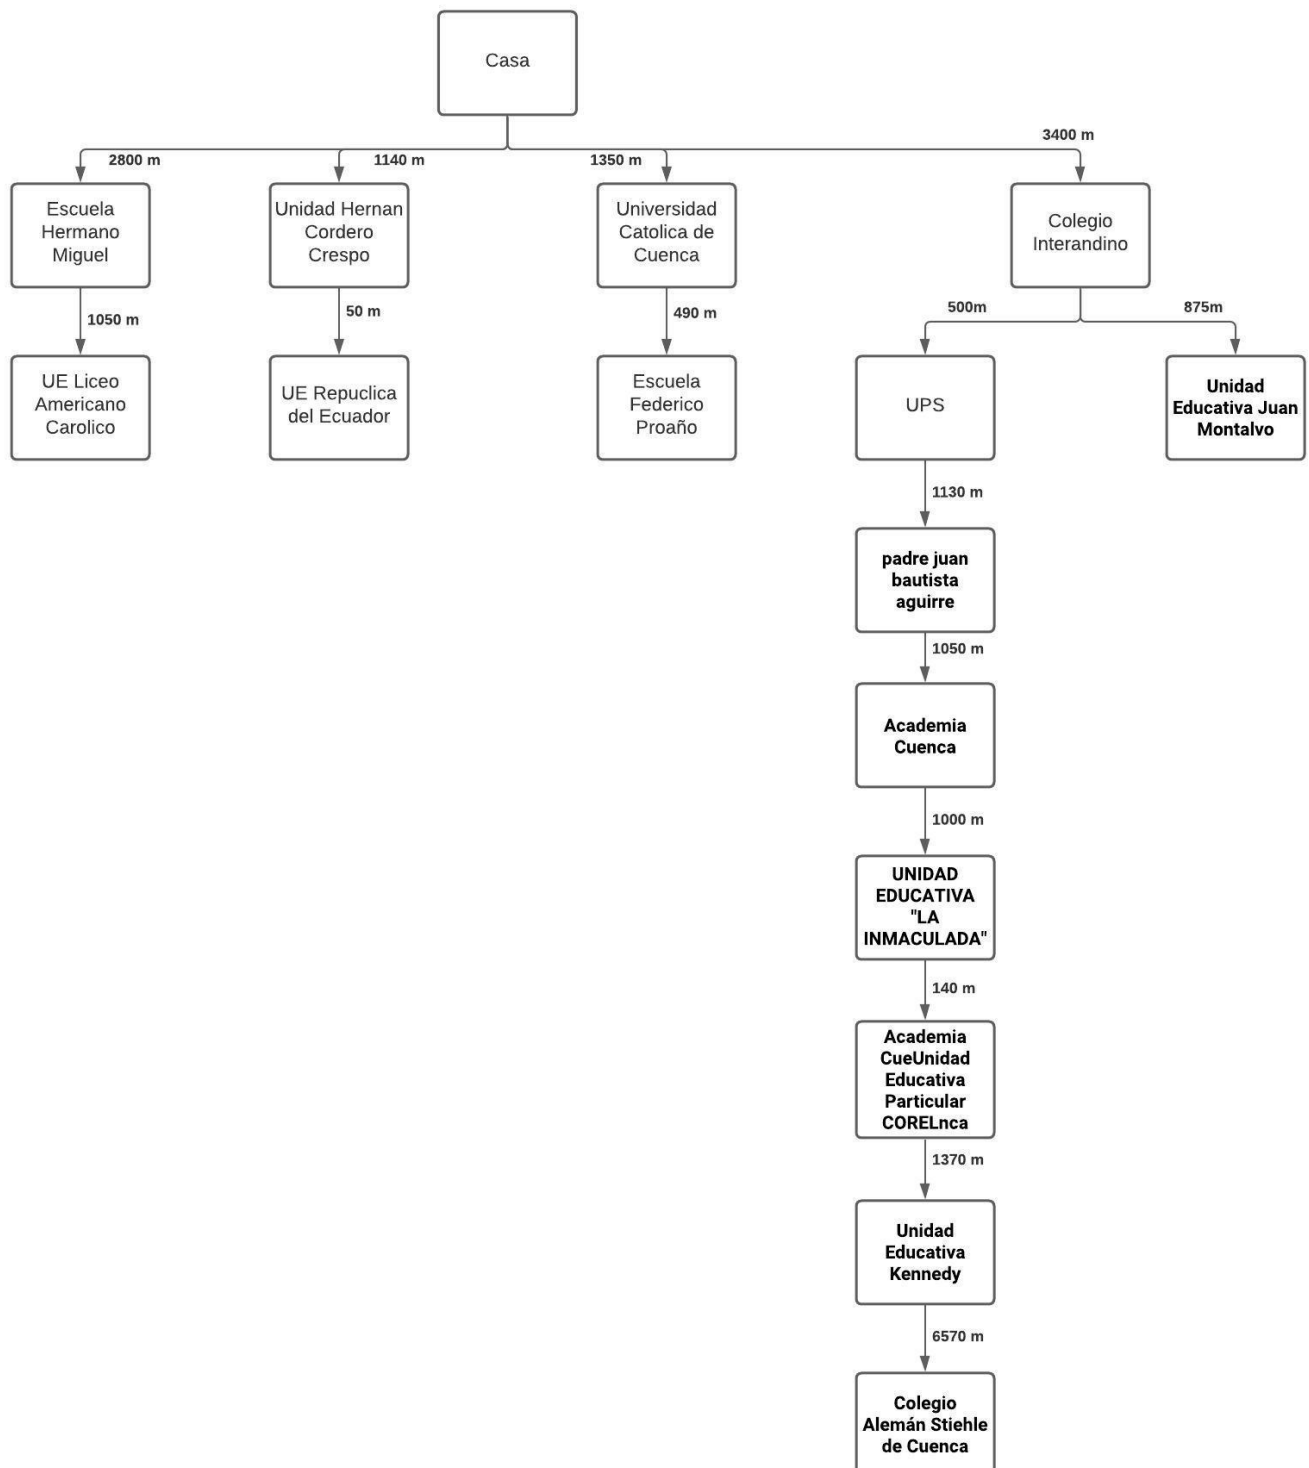 Casa
3400 m
2800 m
1140 m
1350 m
Escuela
Hermano
Miguel
Unidad Hernan
Cordero
Crespo
Universidad
Catolica de
Cuenca
Colegio
Interandino
1050 m
50 m
490 m
500m
875m
UE Liceo
Americano
Carolico
UE Repuclica
del Ecuador
Escuela
Federico
Proaño
UPS
Unidad
Educativa Juan
Montalvo
1130 m
padre juan
bautista
aguirre
1050 m
Academia
Cuenca
1000 m
UNIDAD
EDUCATIVA
"LA
INMACULADA"
140 m
Academia
CueUnidad
Educativa
Particular
CORELnca
1370 m
Unidad
Educativa
Kennedy
6570 m
Colegio
Alemán Stiehle
de Cuenca